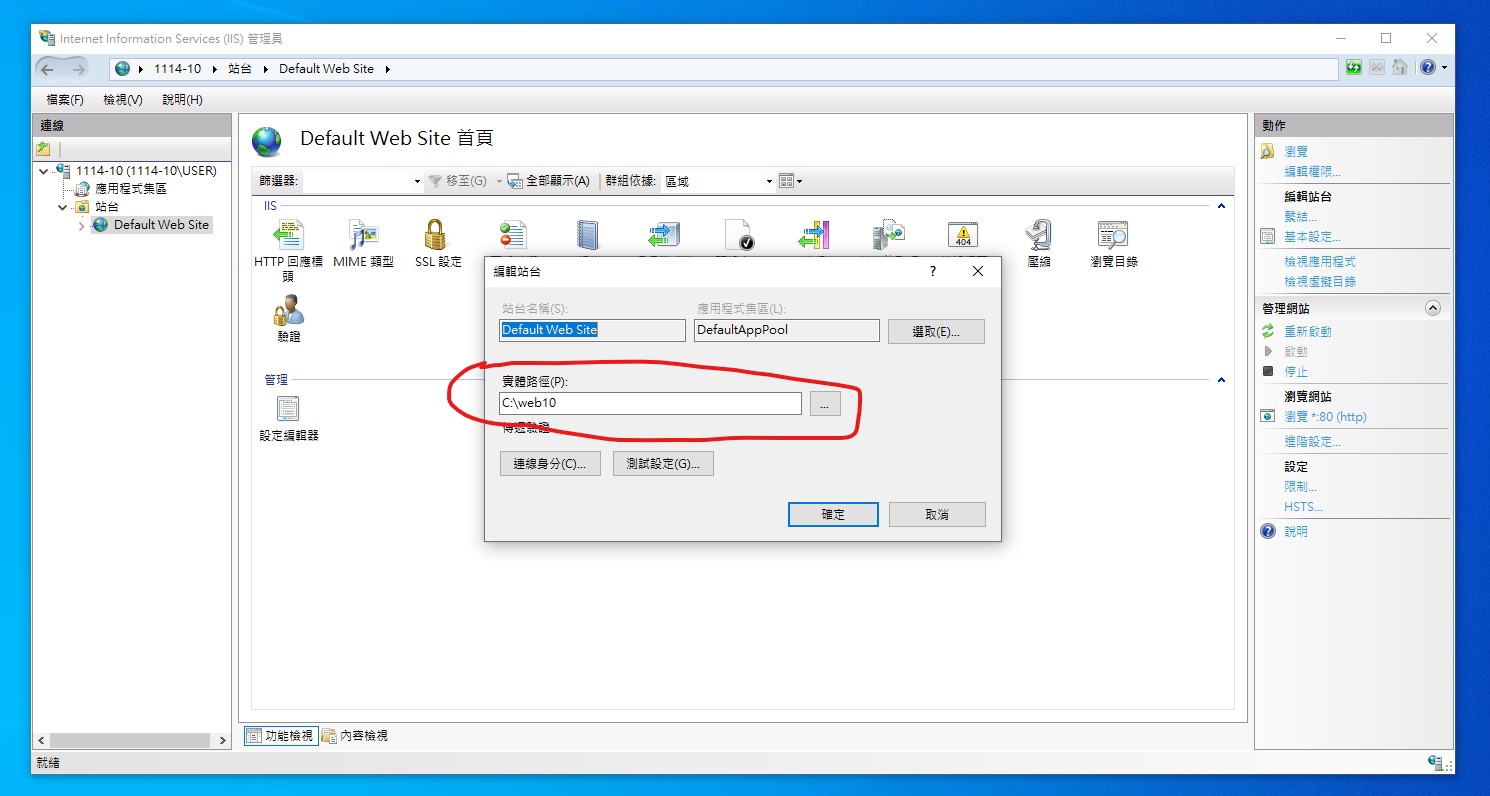 Internet Information Services (IIS) 管理員
1114-10 站台 Default Web Site
檔案(F) 檢視(V) 說明(H)
連線
1114-10 (1114-10\USER)
應用程式集區
站台
Default Web Site
Default Web Site 首頁
篩選器: 移至(G) 全部顯示(A) 群組依據: 區域
IIS
HTTP 回應標頭
MIME 類型
SSL 設定
404
壓縮
瀏覽目錄
驗證
管理
設定編輯器
編輯站台 ?
站台名稱(S): 應用程式集區(L):
Default Web Site DefaultAppPool 選取(E)...
實體路徑(P):
C:\web10 ...
傳遞驗證
連線身分(C)... 測試設定(G)...
確定 取消
動作
瀏覽
編輯權限...
編輯站台
繫結...
基本設定...
檢視應用程式
檢視虛擬目錄
管理網站
重新啟動
啟動
停止
瀏覽網站
瀏覽 *:80 (http)
進階設定...
設定
限制...
HSTS...
說明
功能檢視 內容檢視
就緒